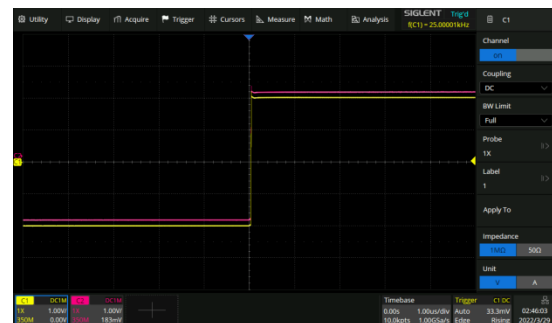 Utility Display Acquire Trigger Cursors Measure Math Analysis SIGLENT Trig'd C1
f(C1) = 25.00001kHz
Channel
on
Coupling
DC
BW Limit
Full
Probe
1X
Label
1
Apply To
Impedance
1MΩ 50Ω
Unit
V A
C1
C1 DC1M C2 DC1M Timebase Trigger C1 DC
1X 1.00V/ 1X 1.00V/ 0.00s 1.00us/div Auto 33.3mV 02:46:03
350M 0.00V 350M 183mV 10.0kpts 1.00GSa/s Edge Rising 2022/3/29